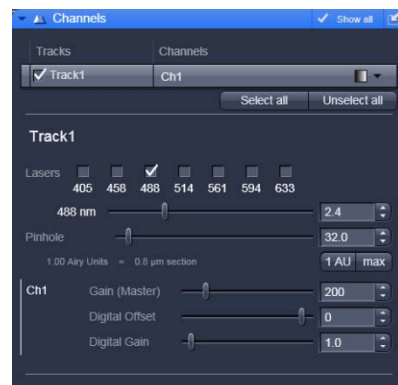 Channels Show all
Tracks Channels
Track1 Ch1
Select all Unselect all
Track1
Lasers
405 458 488 514 561 594 633
488 nm 2.4
Pinhole 32.0
1.00 Airy Units = 0.8 µm section 1 AU max
Ch1 Gain (Master) 200
Digital Offset 0
Digital Gain 1.0